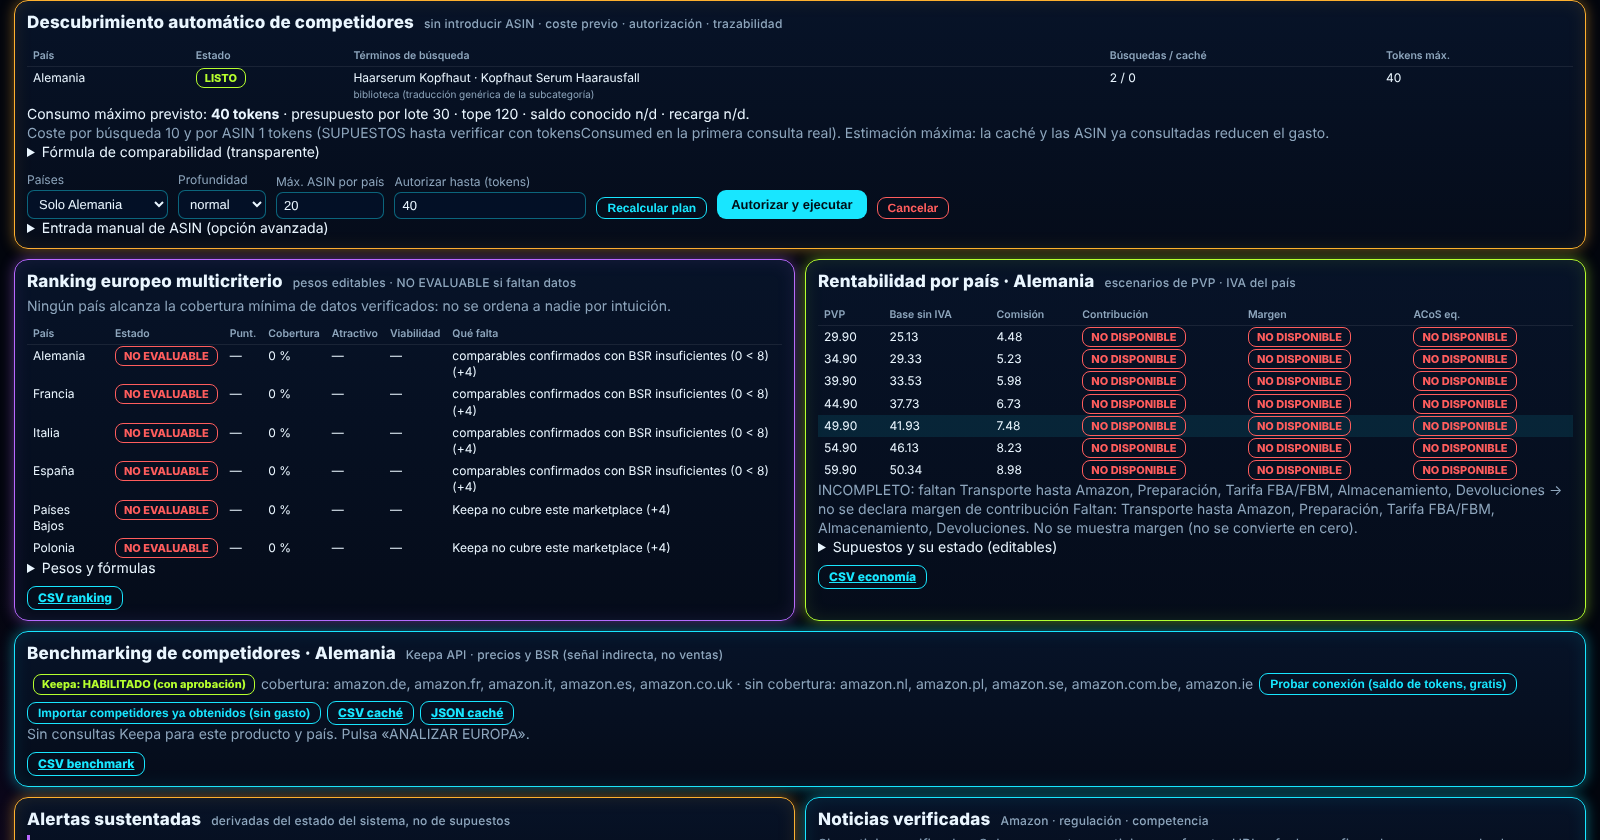 Descubrimiento automático de competidores sin introducir ASIN · coste previo · autorización · trazabilidad
País Estado Términos de búsqueda Búsquedas / caché Tokens máx.
Alemania LISTO Haarserum Kopfhaut · Kopfhaut Serum Haarausfall 2 / 0 40
biblioteca (traducción genérica de la subcategoría)
Consumo máximo previsto: 40 tokens · presupuesto por lote 30 · tope 120 · saldo conocido n/d · recarga n/d.
Coste por búsqueda 10 y por ASIN 1 tokens (SUPUESTOS hasta verificar con tokensConsumed en la primera consulta real). Estimación máxima: la caché y las ASIN ya consultadas reducen el gasto.
▶ Fórmula de comparabilidad (transparente)
Países Profundidad Máx. ASIN por país Autorizar hasta (tokens)
Solo Alemania normal 20 40 Recalcular plan Autorizar y ejecutar Cancelar
▶ Entrada manual de ASIN (opción avanzada)
Ranking europeo multicriterio pesos editables · NO EVALUABLE si faltan datos
Ningún país alcanza la cobertura mínima de datos verificados: no se ordena a nadie por intuición.
País Estado Punt. Cobertura Atractivo Viabilidad Qué falta
Alemania NO EVALUABLE — 0 % — — comparables confirmados con BSR insuficientes (0 < 8)
(+4)
Francia NO EVALUABLE — 0 % — — comparables confirmados con BSR insuficientes (0 < 8)
(+4)
Italia NO EVALUABLE — 0 % — — comparables confirmados con BSR insuficientes (0 < 8)
(+4)
España NO EVALUABLE — 0 % — — comparables confirmados con BSR insuficientes (0 < 8)
(+4)
Países NO EVALUABLE — 0 % — — Keepa no cubre este marketplace (+4)
Bajos
Polonia NO EVALUABLE — 0 % — — Keepa no cubre este marketplace (+4)
▶ Pesos y fórmulas
CSV ranking
Rentabilidad por país · Alemania escenarios de PVP · IVA del país
PVP Base sin IVA Comisión Contribución Margen ACoS eq.
29.90 25.13 4.48 NO DISPONIBLE NO DISPONIBLE NO DISPONIBLE
34.90 29.33 5.23 NO DISPONIBLE NO DISPONIBLE NO DISPONIBLE
39.90 33.53 5.98 NO DISPONIBLE NO DISPONIBLE NO DISPONIBLE
44.90 37.73 6.73 NO DISPONIBLE NO DISPONIBLE NO DISPONIBLE
49.90 41.93 7.48 NO DISPONIBLE NO DISPONIBLE NO DISPONIBLE
54.90 46.13 8.23 NO DISPONIBLE NO DISPONIBLE NO DISPONIBLE
59.90 50.34 8.98 NO DISPONIBLE NO DISPONIBLE NO DISPONIBLE
INCOMPLETO: faltan Transporte hasta Amazon, Preparación, Tarifa FBA/FBM, Almacenamiento, Devoluciones →
no se declara margen de contribución Faltan: Transporte hasta Amazon, Preparación, Tarifa FBA/FBM,
Almacenamiento, Devoluciones. No se muestra margen (no se convierte en cero).
▶ Supuestos y su estado (editables)
CSV economía
Benchmarking de competidores · Alemania Keepa API · precios y BSR (señal indirecta, no ventas)
Keepa: HABILITADO (con aprobación) cobertura: amazon.de, amazon.fr, amazon.it, amazon.es, amazon.co.uk · sin cobertura: amazon.nl, amazon.pl, amazon.se, amazon.com.be, amazon.ie Probar conexión (saldo de tokens, gratis)
Importar competidores ya obtenidos (sin gasto) CSV caché JSON caché
Sin consultas Keepa para este producto y país. Pulsa «ANALIZAR EUROPA».
CSV benchmark
Alertas sustentadas derivadas del estado del sistema, no de supuestos
Noticias verificadas Amazon · regulación · competencia